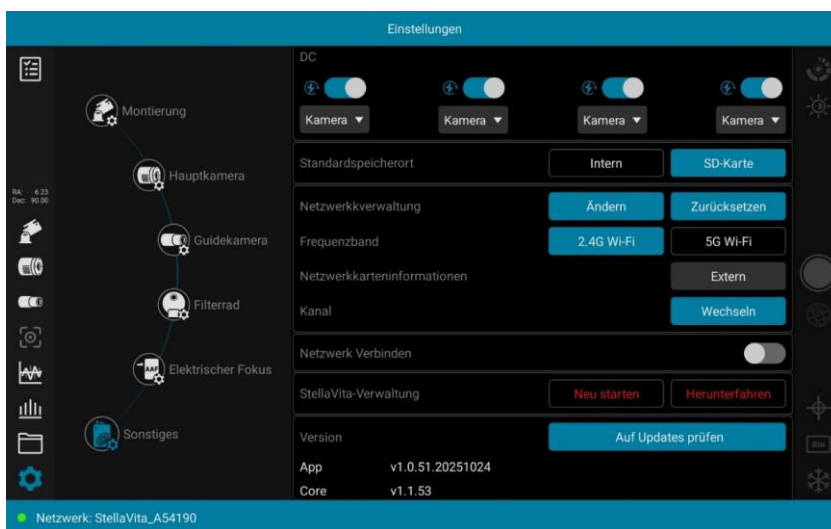 Einstellungen
DC
Kamera Kamera Kamera Kamera
Montierung
Hauptkamera
Guidekamera
Filterrad
AAF
Elektrischer Fokus
Sonstiges
RA: 6.23
Dec: 90.00
Standardspeicherort Intern SD-Karte
Netzwerkkverwaltung Ändern Zurücksetzen
Frequenzband 2.4G Wi-Fi 5G Wi-Fi
Netzwerkkarteninformationen Extern
Kanal Wechseln
Netzwerk Verbinden
StellaVita-Verwaltung Neu starten Herunterfahren
Version Auf Updates prüfen
App v1.0.51.20251024
Core v1.1.53
Bin
Netzwerk: StellaVita_A54190